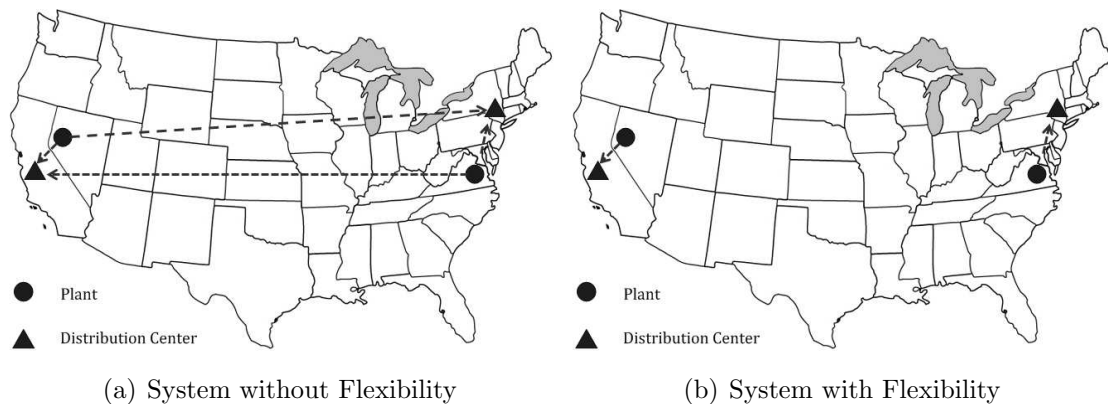 Plant
Distribution Center
(a) System without Flexibility
Plant
Distribution Center
(b) System with Flexibility